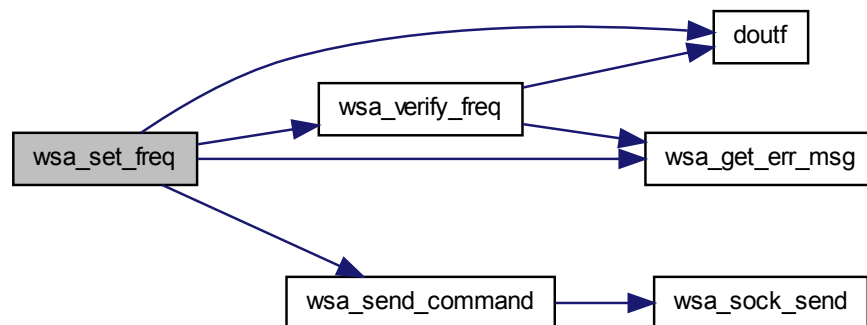 doutf
wsa_verify_freq
wsa_set_freq
wsa_get_err_msg
wsa_send_command
wsa_sock_send